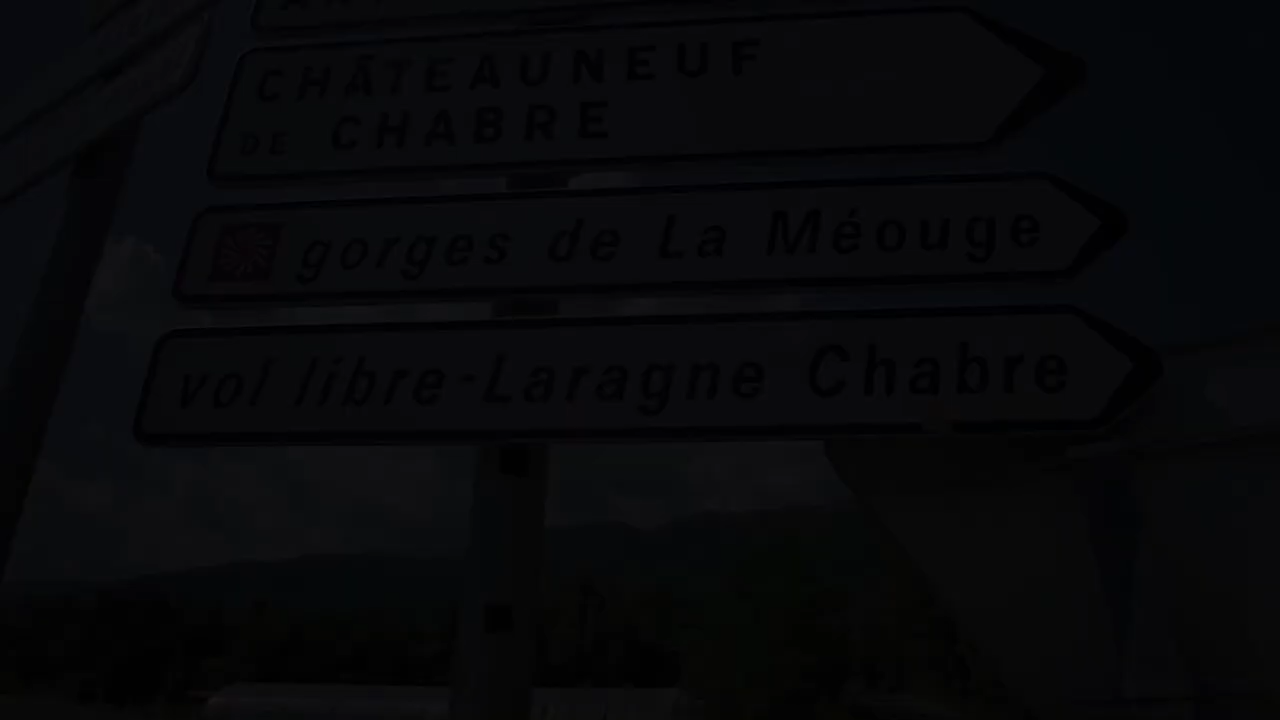 CHÂTEAUNEUF
DE CHABRE
gorges de La Méouge
vol libre-Laragne Chabre